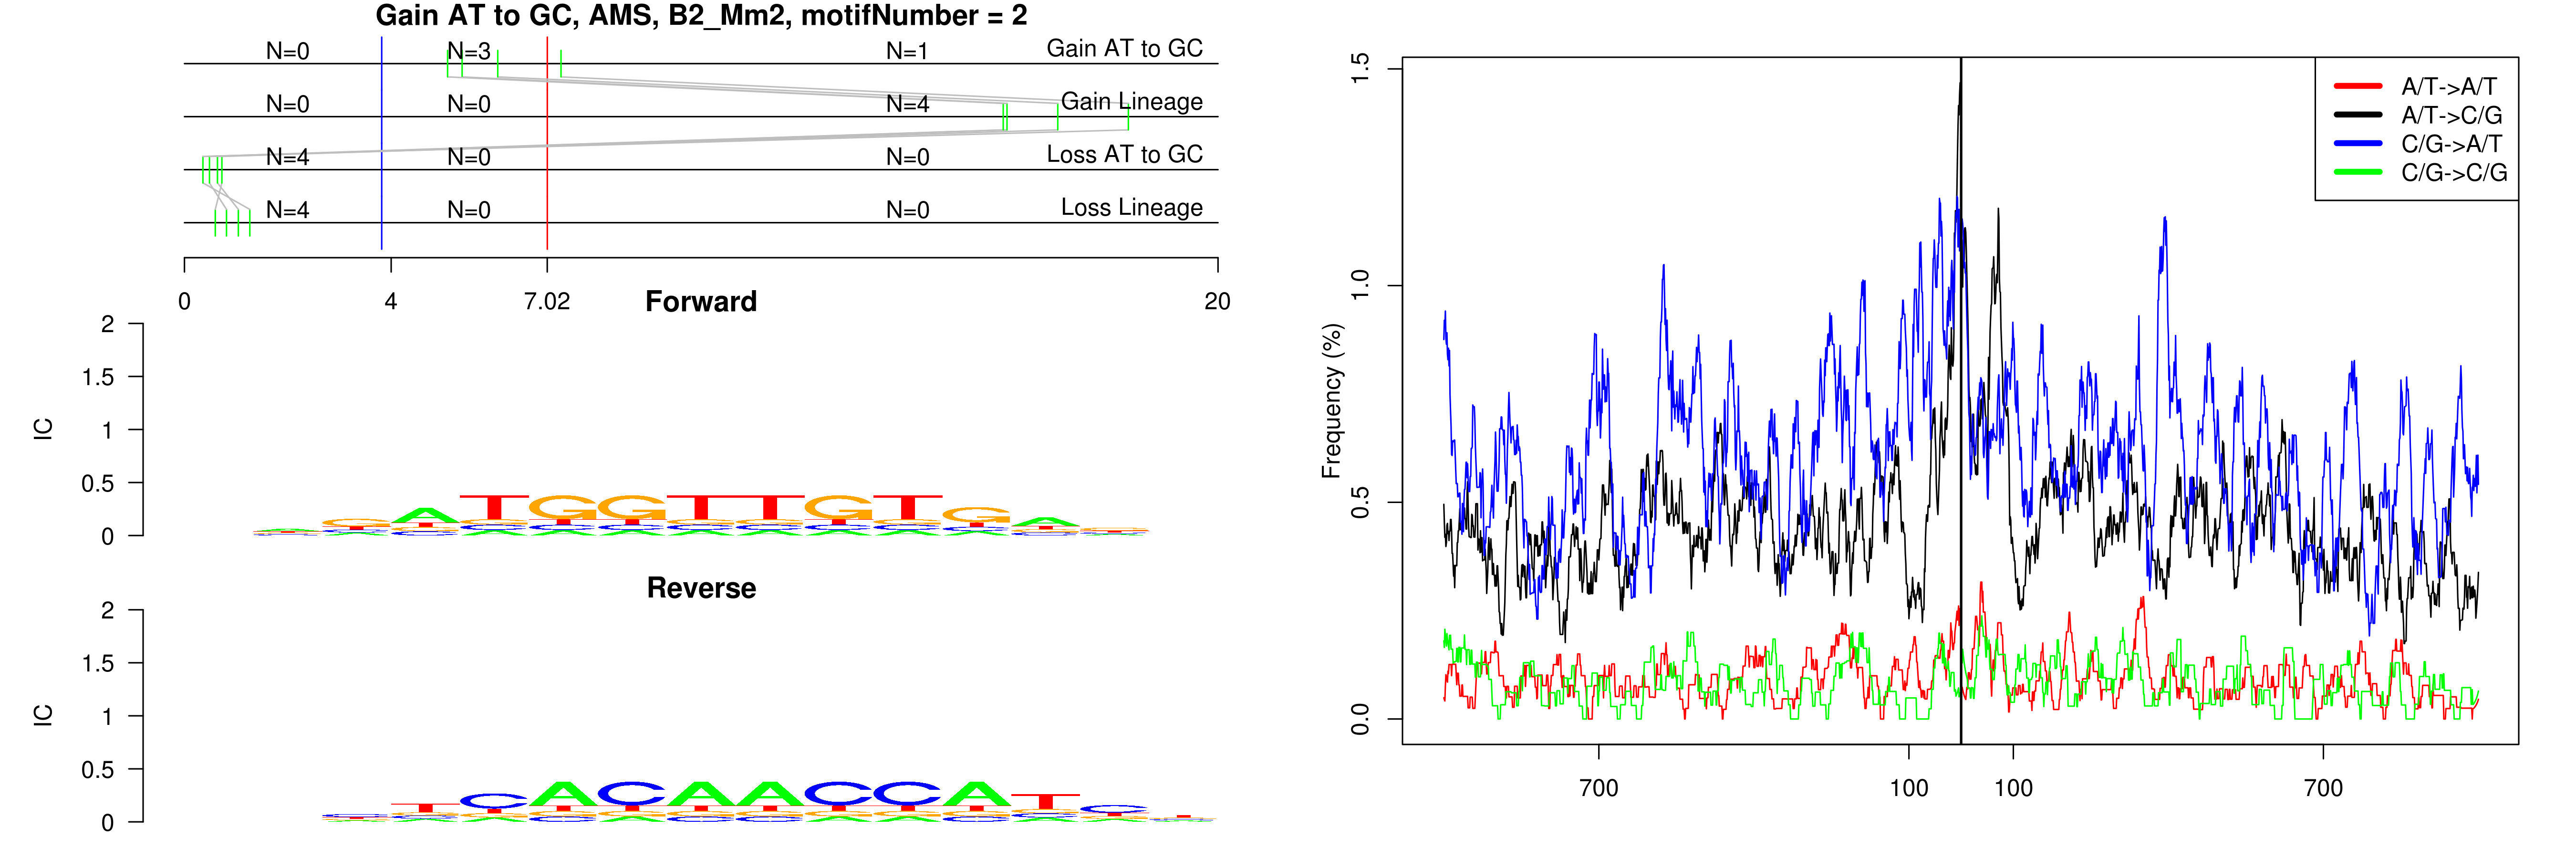 Gain AT to GC, AMS, B2_Mm2, motifNumber = 2
N=0 N=3 N=1 Gain AT to GC
N=0 N=0 N=4 Gain Lineage
N=4 N=0 N=0 Loss AT to GC
N=4 N=0 N=0 Loss Lineage
0 4 7.02 20
Forward
2
1.5
1
0.5
0
IC
ATGGTTGTGA
Reverse
2
1.5
1
0.5
0
IC
TCACAACCATC
1.5
1.0
0.5
0.0
Frequency (%)
A/T->A/T
A/T->C/G
C/G->A/T
C/G->C/G
700 100 100 700